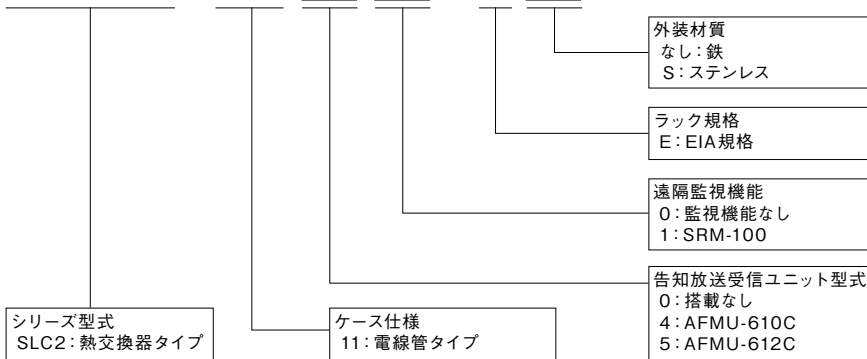 外装材質
なし：鉄
S：ステンレス
ラック規格
E：EIA規格
遠隔監視機能
0：監視機能なし
1：SRM-100
告知放送受信ユニット型式
0：搭載なし
4：AFMU-610C
5：AFMU-612C
シリーズ型式
SLC2：熱交換器タイプ
ケース仕様
11：電線管タイプ